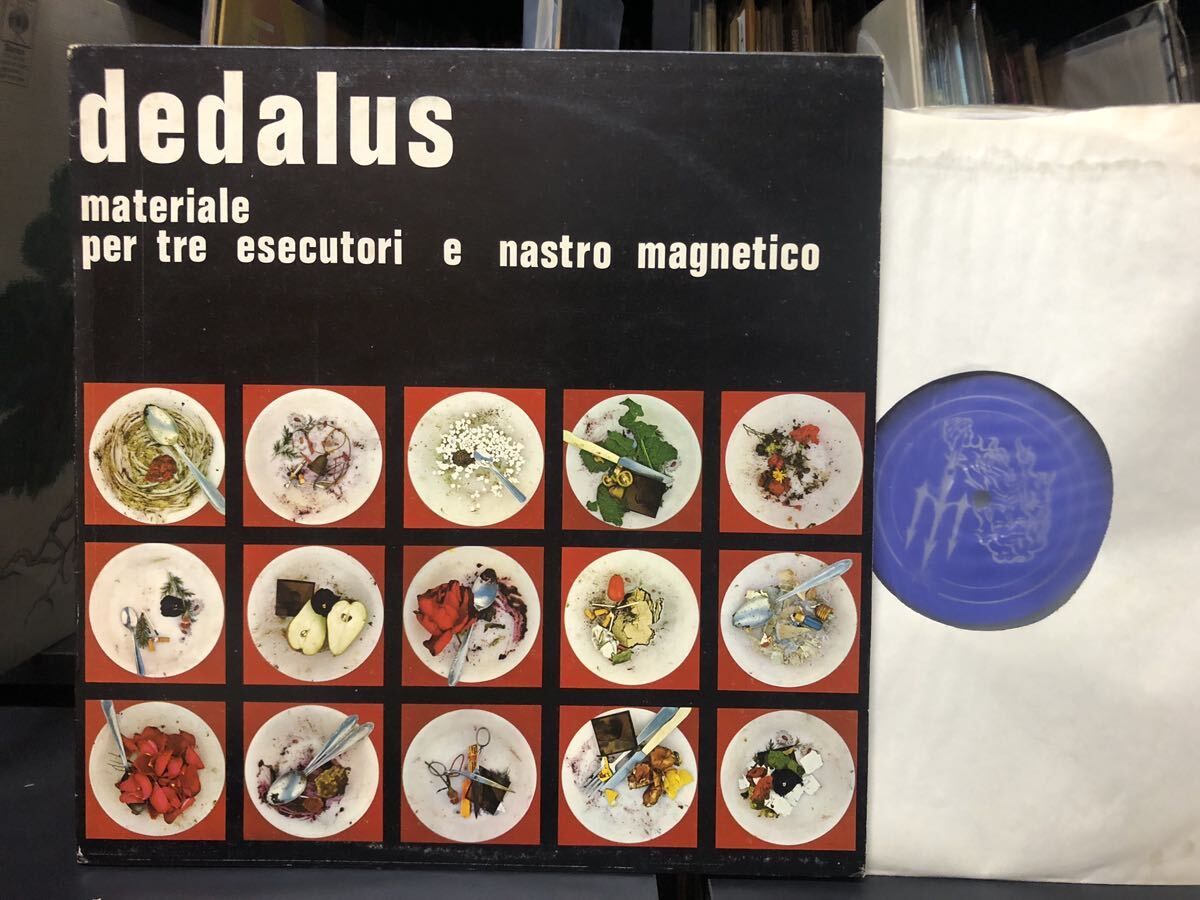 dedalus
materiale
per tre esecutori e nastro magnetico